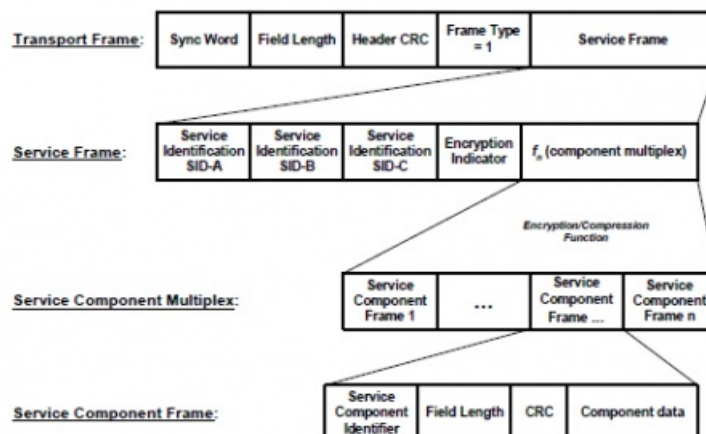 Transport Frame:
Sync Word
Field Length
Header CRC
Frame Type
= 1
Service Frame
Service Frame:
Service
Identification
SID-A
Service
Identification
SID-B
Service
Identification
SID-C
Encryption
Indicator
fn (component multiplex)
Encryption/Compression
Function
Service Component Multiplex:
Service
Component
Frame 1
...
Service
Component
Frame ...
Service
Component
Frame n
Service Component Frame:
Service
Component
Identifier
Field Length
CRC
Component data